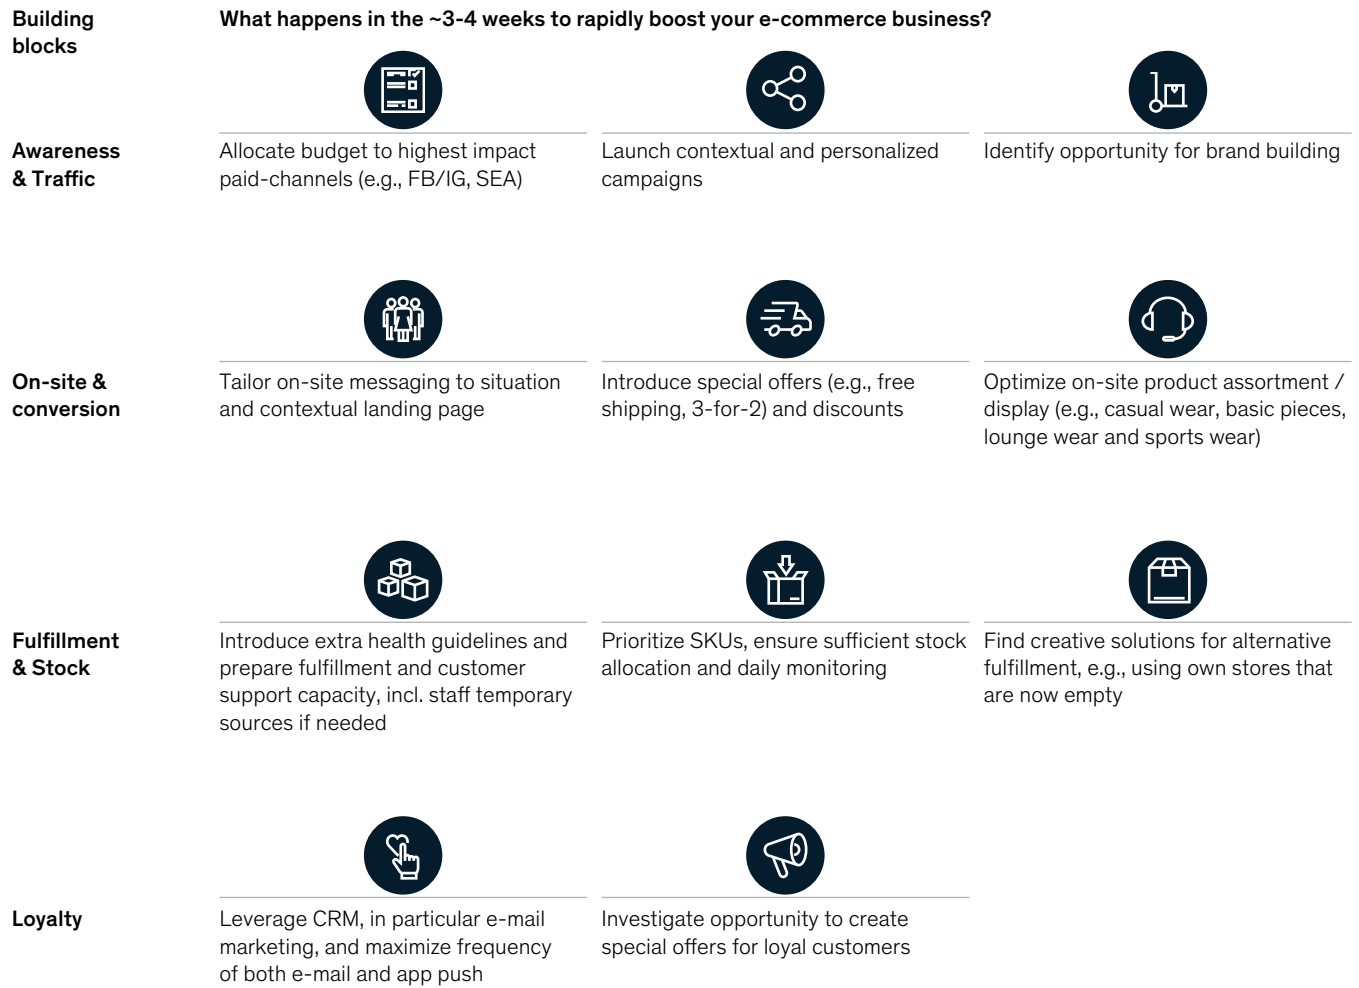 Building
blocks
What happens in the ~3-4 weeks to rapidly boost your e-commerce business?
Awareness
& Traffic
Allocate budget to highest impact
paid-channels (e.g., FB/IG, SEA)
Launch contextual and personalized
campaigns
Identify opportunity for brand building
On-site &
conversion
Tailor on-site messaging to situation
and contextual landing page
Introduce special offers (e.g., free
shipping, 3-for-2) and discounts
Optimize on-site product assortment /
display (e.g., casual wear, basic pieces,
lounge wear and sports wear)
Fulfillment
& Stock
Introduce extra health guidelines and
prepare fulfillment and customer
support capacity, incl. staff temporary
sources if needed
Prioritize SKUs, ensure sufficient stock
allocation and daily monitoring
Find creative solutions for alternative
fulfillment, e.g., using own stores that
are now empty
Loyalty
Leverage CRM, in particular e-mail
marketing, and maximize frequency
of both e-mail and app push
Investigate opportunity to create
special offers for loyal customers